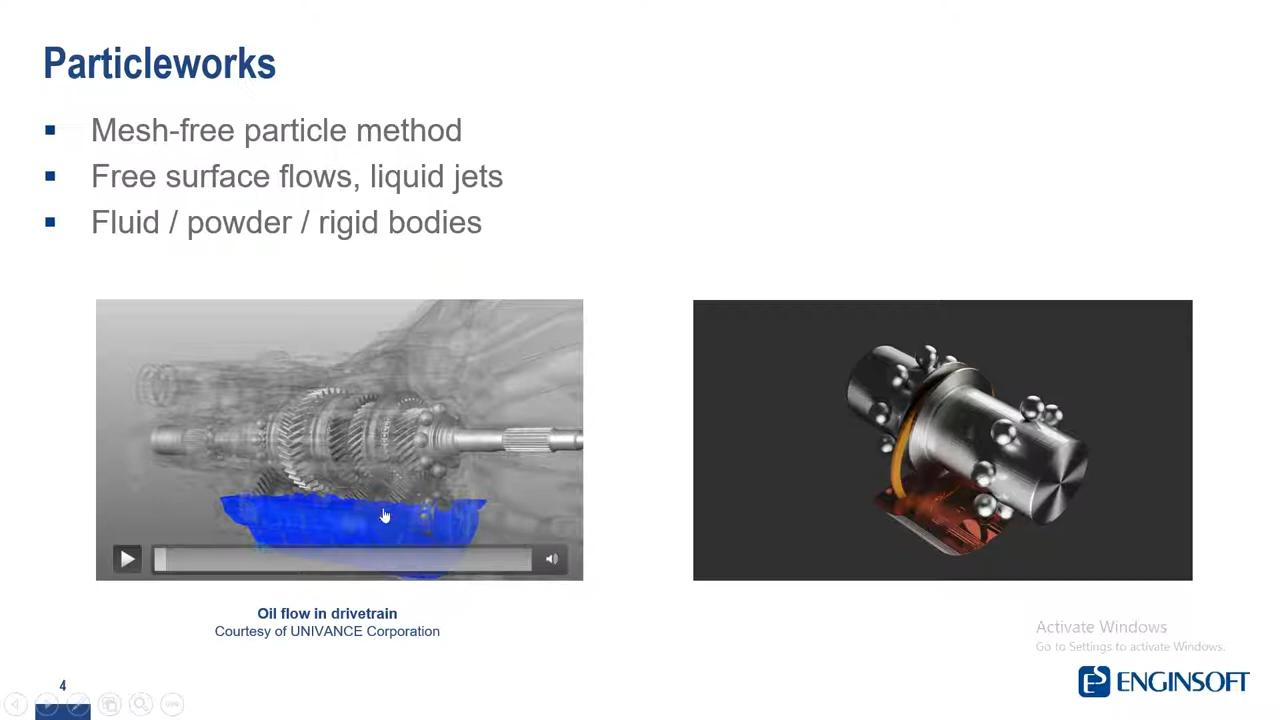 Particleworks
Mesh-free particle method
Free surface flows, liquid jets
Fluid / powder / rigid bodies
Oil flow in drivetrain
Courtesy of UNIVANCE Corporation
Activate Windows
Go to Settings to activate Windows.
4
ENGINSOFT